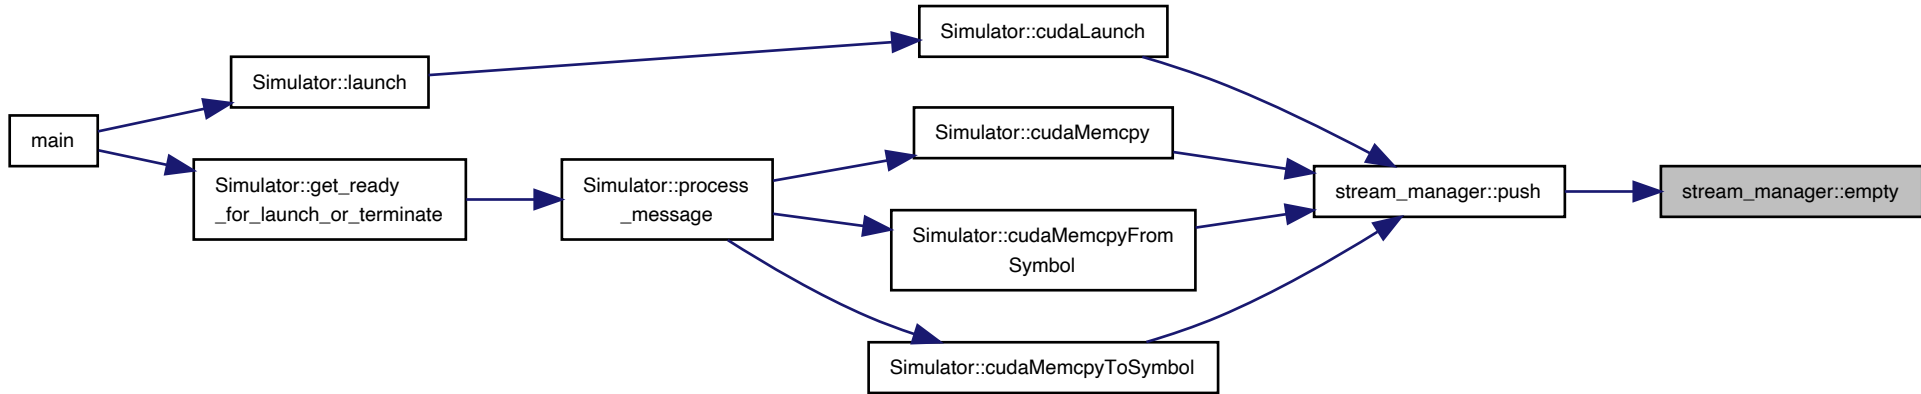 main
Simulator::launch
Simulator::get_ready
_for_launch_or_terminate
Simulator::process
_message
Simulator::cudaLaunch
Simulator::cudaMemcpy
Simulator::cudaMemcpyFrom
Symbol
Simulator::cudaMemcpyToSymbol
stream_manager::push
stream_manager::empty